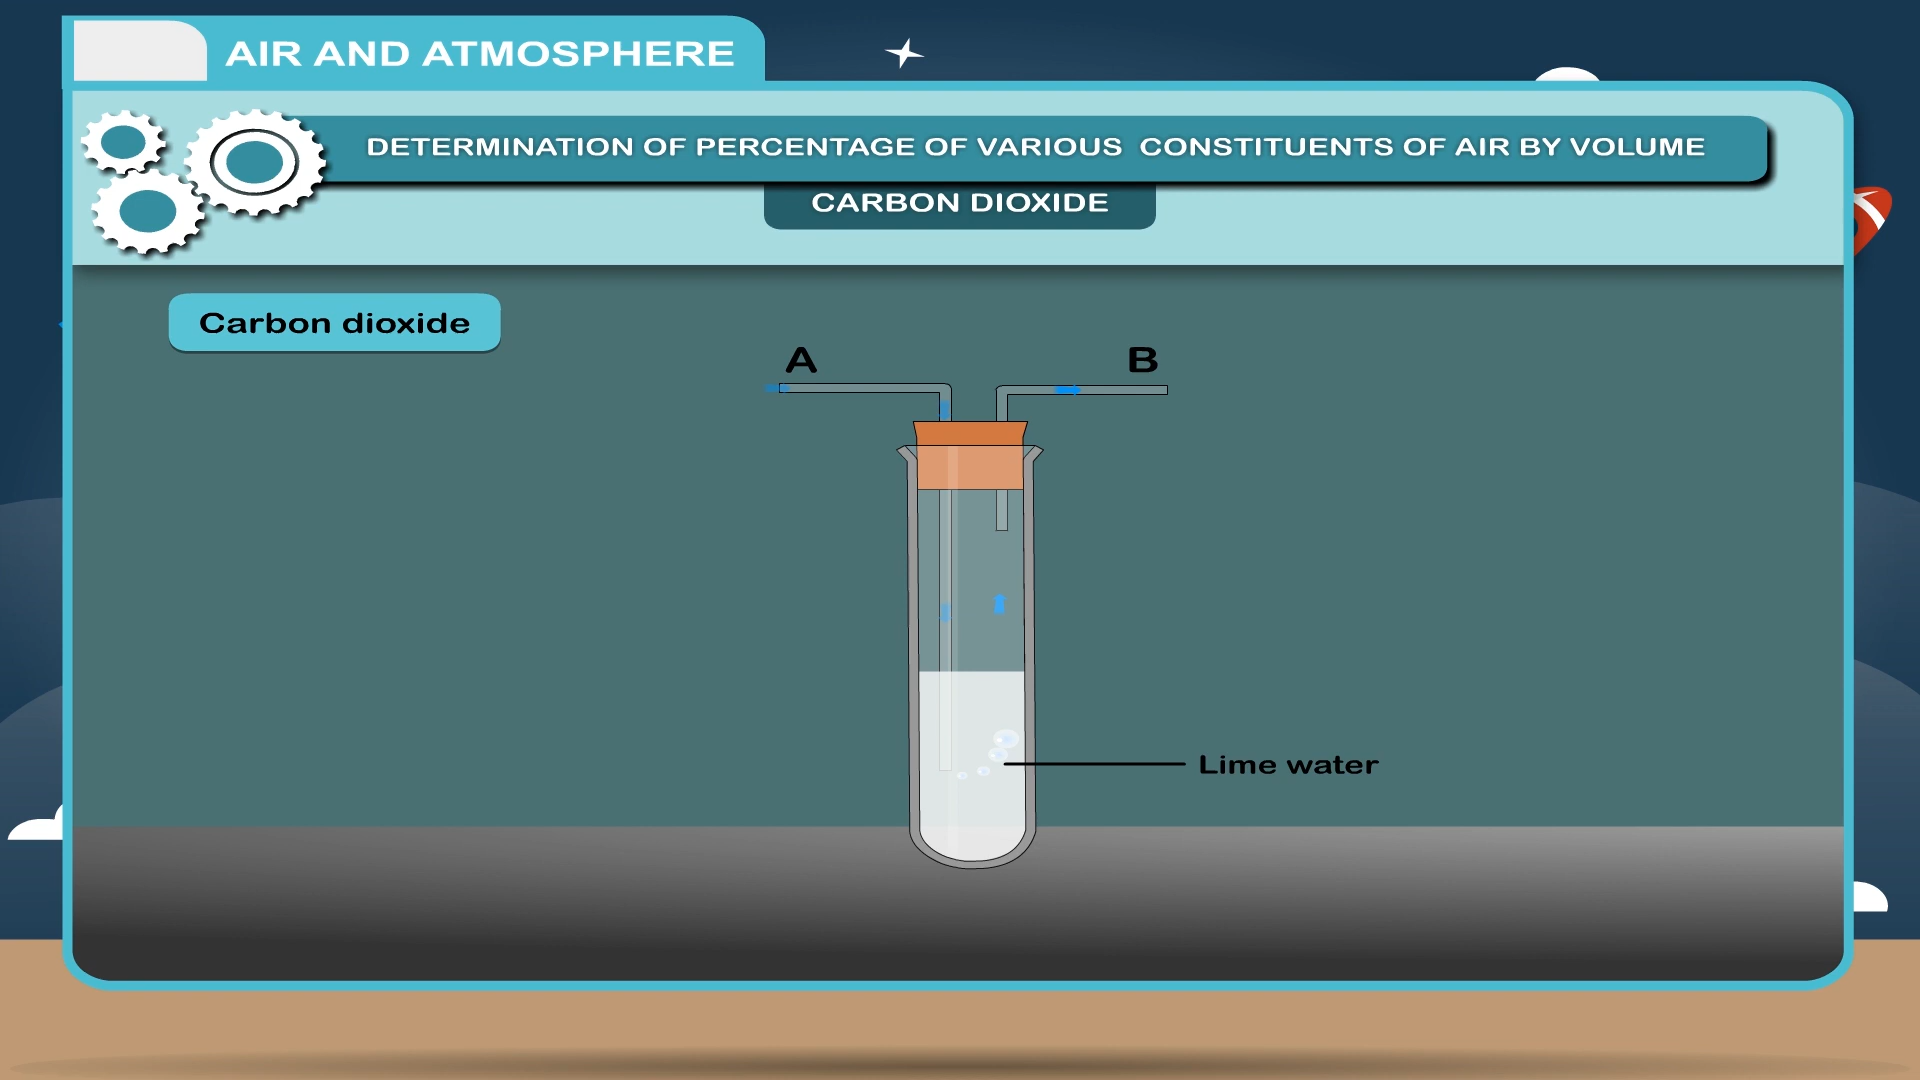 AIR AND ATMOSPHERE
DETERMINATION OF PERCENTAGE OF VARIOUS CONSTITUENTS OF AIR BY VOLUME
CARBON DIOXIDE
Carbon dioxide
A
B
Lime water